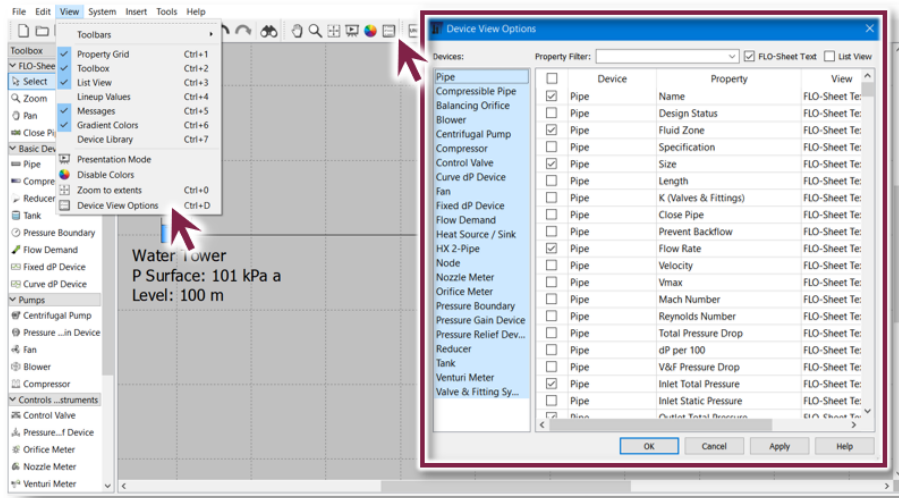 File Edit View System Insert Tools Help
Toolbars
Property Grid Ctrl+1
Toolbox Ctrl+2
List View Ctrl+3
Lineup Values Ctrl+4
Messages Ctrl+5
Gradient Colors Ctrl+6
Device Library Ctrl+7
Presentation Mode
Disable Colors
Zoom to extents Ctrl+0
Device View Options Ctrl+D
Toolbox
FLO-Shee
Select
Zoom
Pan
Close Pi
Basic Dev
Pipe
Compre
Reducer
Tank
Pressure Boundary
Flow Demand
Fixed dP Device
Curve dP Device
Pumps
Centrifugal Pump
Pressure ...in Device
Fan
Blower
Compressor
Controls ...struments
Control Valve
Pressure...f Device
Orifice Meter
Nozzle Meter
Venturi Meter
Water Tower
P Surface: 101 kPa a
Level: 100 m
Device View Options
Devices: Property Filter: FLO-Sheet Text List View
Pipe
Compressible Pipe
Balancing Orifice
Blower
Centrifugal Pump
Compressor
Control Valve
Curve dP Device
Fan
Fixed dP Device
Flow Demand
Heat Source / Sink
HX 2-Pipe
Node
Nozzle Meter
Orifice Meter
Pressure Boundary
Pressure Gain Device
Pressure Relief Dev...
Reducer
Tank
Venturi Meter
Valve & Fitting Sy...
Device Property View
Pipe Name FLO-Sheet Te
Pipe Design Status FLO-Sheet Te
Pipe Fluid Zone FLO-Sheet Te
Pipe Specification FLO-Sheet Te
Pipe Size FLO-Sheet Te
Pipe Length FLO-Sheet Te
Pipe K (Valves & Fittings) FLO-Sheet Te
Pipe Close Pipe FLO-Sheet Te
Pipe Prevent Backflow FLO-Sheet Te
Pipe Flow Rate FLO-Sheet Te
Pipe Velocity FLO-Sheet Te
Pipe Vmax FLO-Sheet Te
Pipe Mach Number FLO-Sheet Te
Pipe Reynolds Number FLO-Sheet Te
Pipe Total Pressure Drop FLO-Sheet Te
Pipe dP per 100 FLO-Sheet Te
Pipe V&F Pressure Drop FLO-Sheet Te
Pipe Inlet Total Pressure FLO-Sheet Te
Pipe Inlet Static Pressure FLO-Sheet Te
Pipe Outlet Total Pressure FLO-Sheet Te
OK Cancel Apply Help